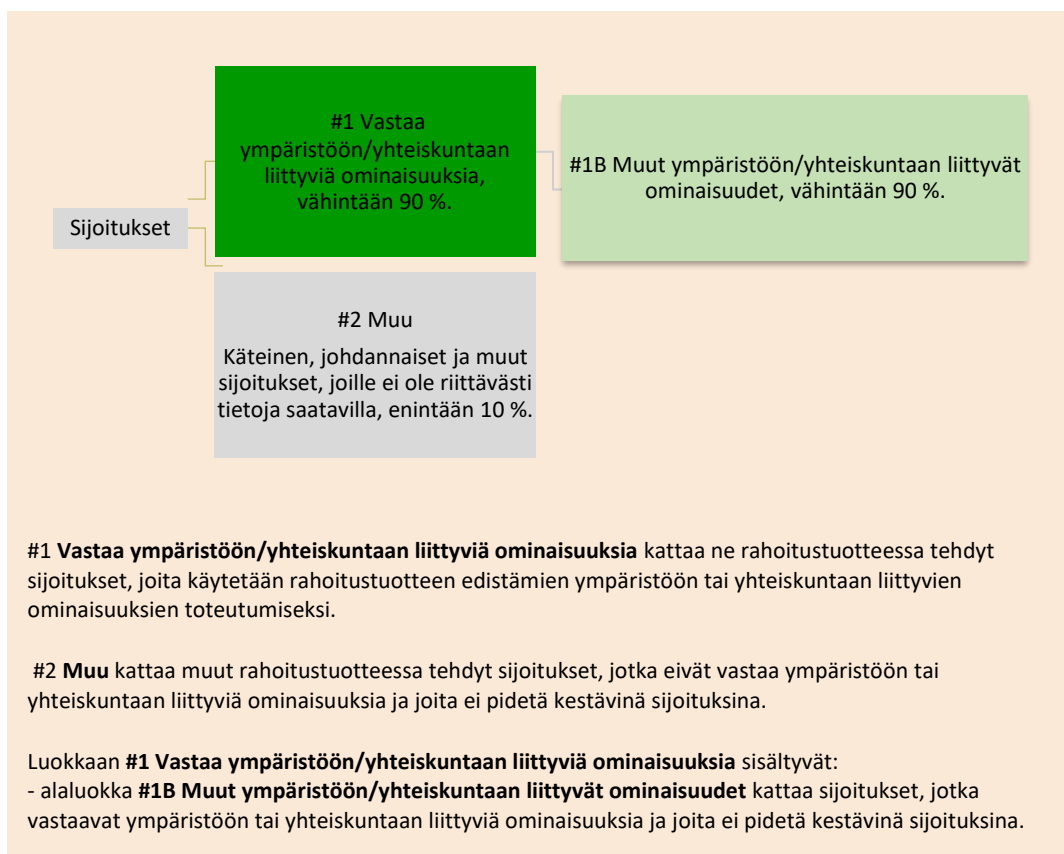 #1 Vastaa
ympäristöön/yhteiskuntaan
liittyviä ominaisuuksia,
vähintään 90 %.
#1B Muut ympäristöön/yhteiskuntaan liittyvät
ominaisuudet, vähintään 90 %.
Sijoitukset
#2 Muu
Käteinen, johdannaiset ja muut
sijoitukset, joille ei ole riittävästi
tietoja saatavilla, enintään 10 %.
#1 Vastaa ympäristöön/yhteiskuntaan liittyviä ominaisuuksia kattaa ne rahoitustuotteessa tehdyt
sijoitukset, joita käytetään rahoitustuotteen edistämien ympäristöön tai yhteiskuntaan liittyvien
ominaisuuksien toteutumiseksi.
#2 Muu kattaa muut rahoitustuotteessa tehdyt sijoitukset, jotka eivät vastaa ympäristöön tai
yhteiskuntaan liittyviä ominaisuuksia ja joita ei pidetä kestävinä sijoituksina.
Luokkaan #1 Vastaa ympäristöön/yhteiskuntaan liittyviä ominaisuuksia sisältyvät:
- alaluokka #1B Muut ympäristöön/yhteiskuntaan liittyvät ominaisuudet kattaa sijoitukset, jotka
vastaavat ympäristöön tai yhteiskuntaan liittyviä ominaisuuksia ja joita ei pidetä kestävinä sijoituksina.